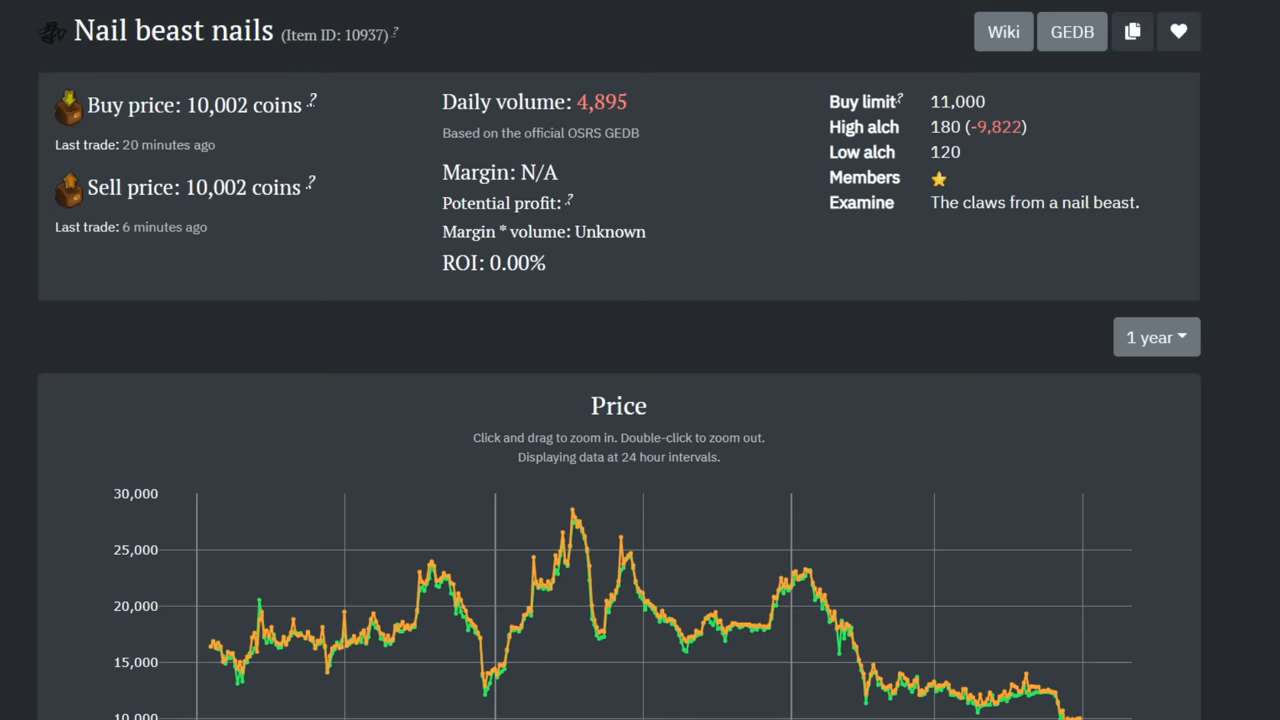 Nail beast nails (Item ID: 10937) ?
Wiki
GEDB
Buy price: 10,002 coins ?
Last trade: 20 minutes ago
Sell price: 10,002 coins ?
Last trade: 6 minutes ago
Daily volume: 4,895
Based on the official OSRS GEDB
Margin: N/A
Potential profit: ?
Margin * volume: Unknown
ROI: 0.00%
Buy limit? 11,000
High alch 180 (-9,822)
Low alch 120
Members
Examine The claws from a nail beast.
1 year
Price
Click and drag to zoom in. Double-click to zoom out.
Displaying data at 24 hour intervals.
30,000
25,000
20,000
15,000
10,000